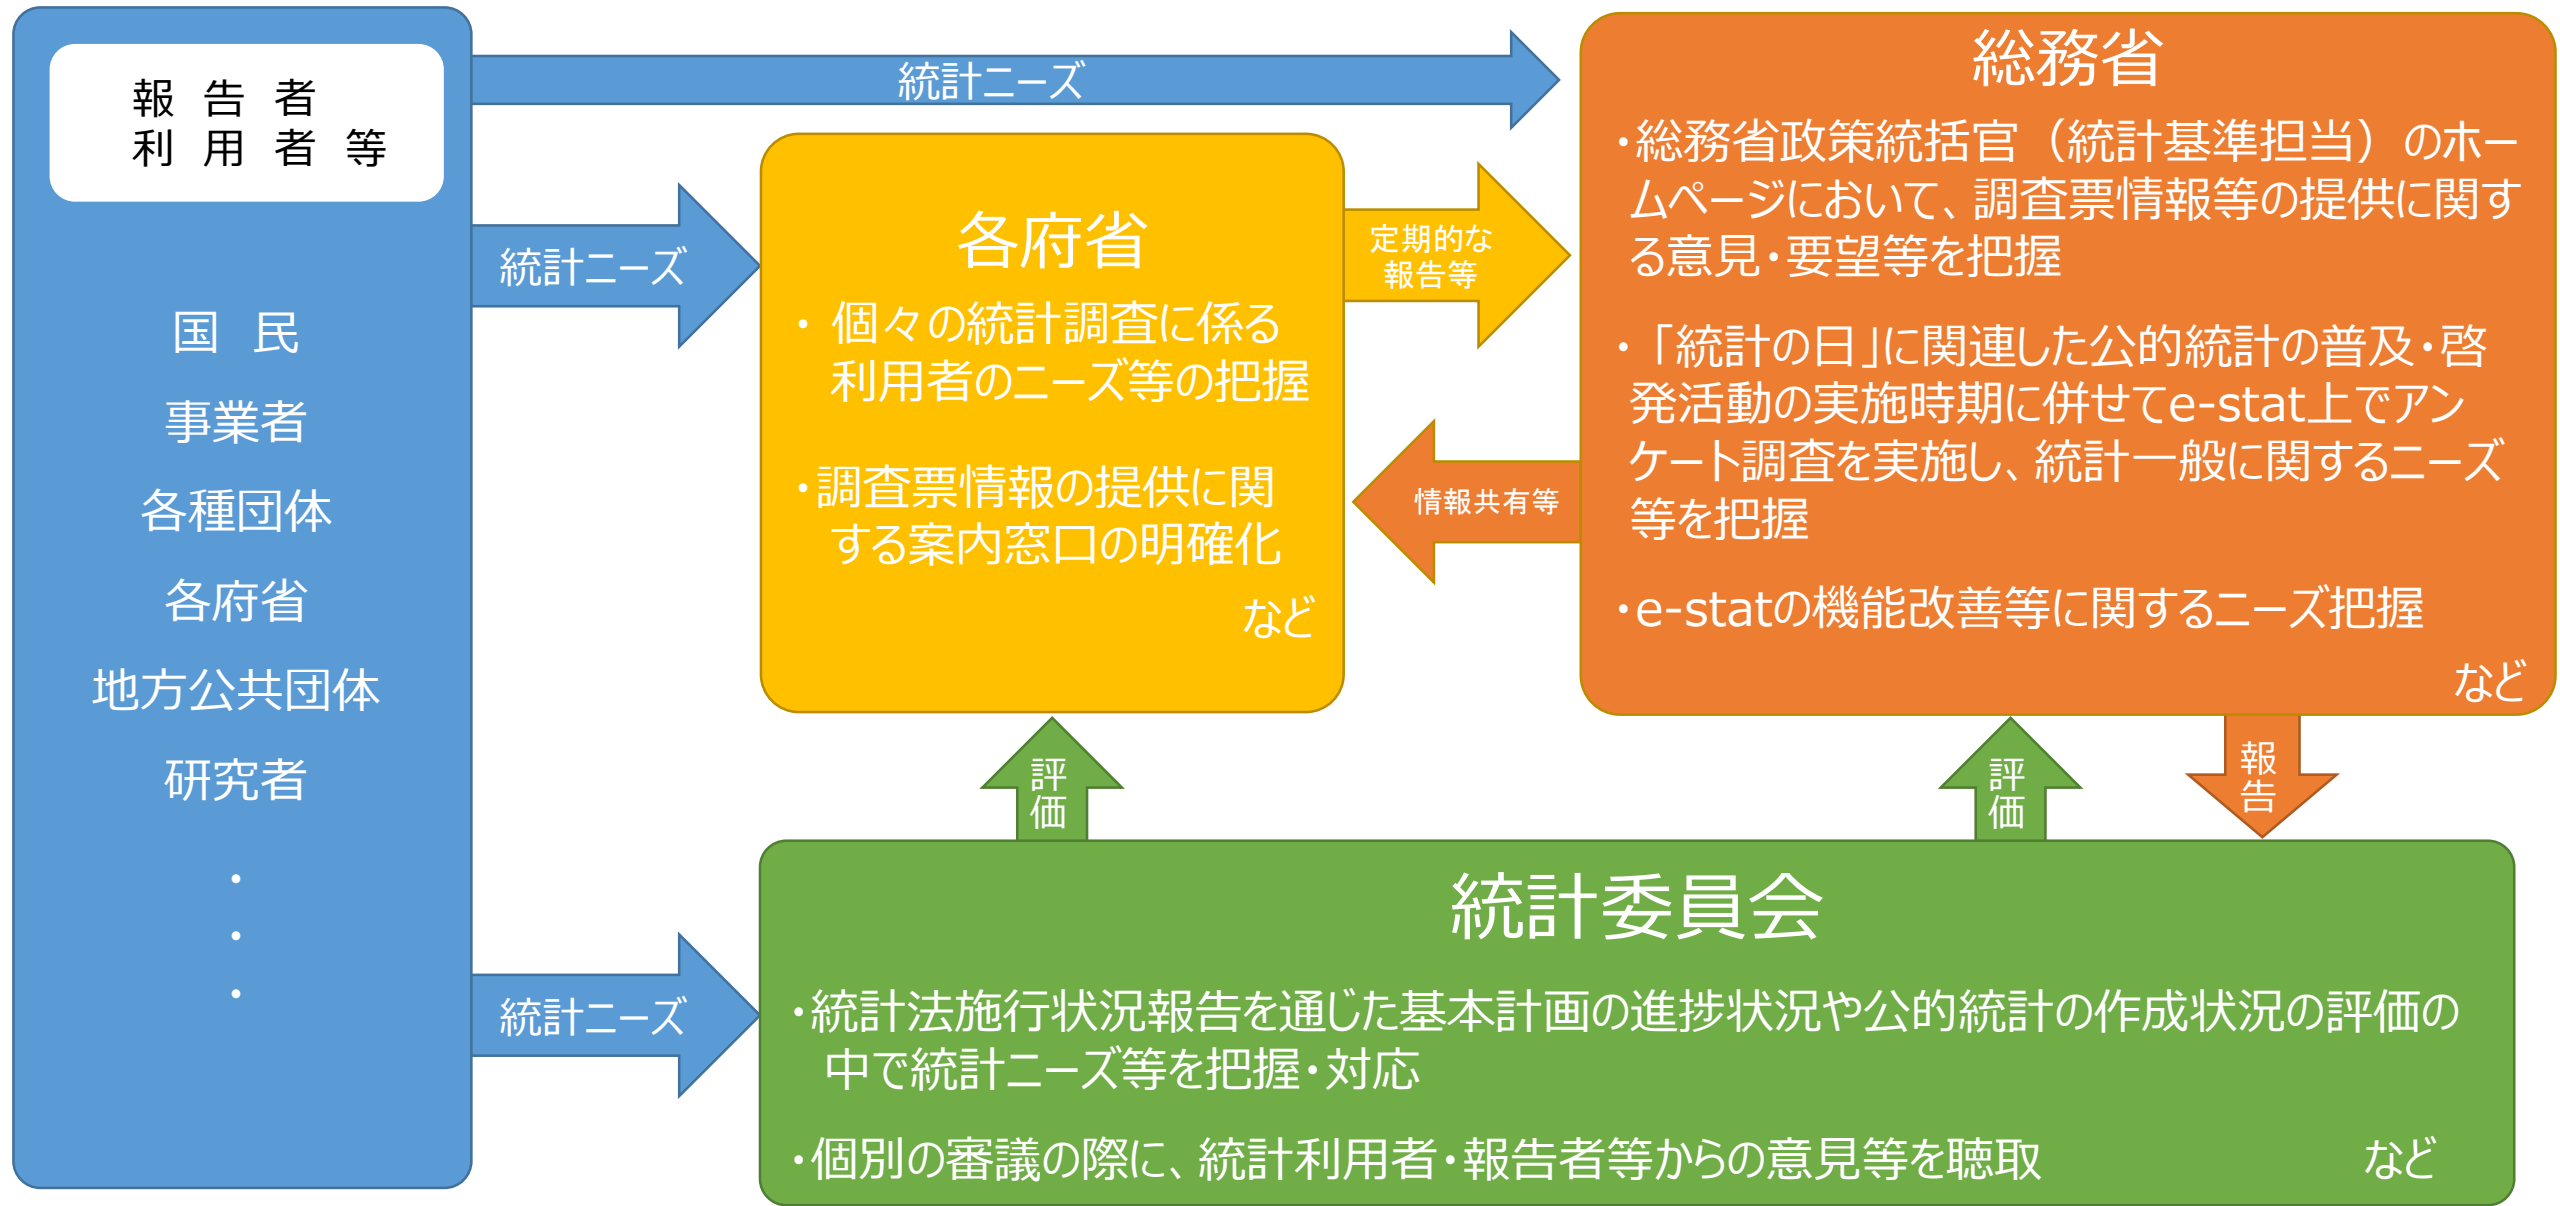 報告者
利用者等
国　民
事業者
各種団体
各府省
地方公共団体
研究者
・
・
・
統計ニーズ
統計ニーズ
統計ニーズ
各府省
・ 個々の統計調査に係る
利用者のニーズ等の把握
・調査票情報の提供に関
する案内窓口の明確化
など
定期的な
報告等
情報共有等
総務省
・総務省政策統括官（統計基準担当）のホー
ムページにおいて、調査票情報等の提供に関す
る意見・要望等を把握
・「統計の日」に関連した公的統計の普及・啓
発活動の実施時期に併せてe-stat上でアン
ケート調査を実施し、統計一般に関するニーズ
等を把握
・e-statの機能改善等に関するニーズ把握
など
評価
評価
報告
統計委員会
・統計法施行状況報告を通じた基本計画の進捗状況や公的統計の作成状況の評価の
中で統計ニーズ等を把握・対応
・個別の審議の際に、統計利用者・報告者等からの意見等を聴取　など